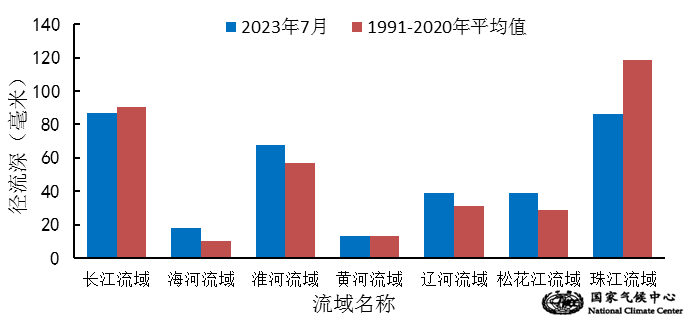 2023年7月 1991-2020年平均值
径流深（毫米）
140
120
100
80
60
40
20
0
长江流域 海河流域 淮河流域 黄河流域 辽河流域 松花江流域 珠江流域
流域名称
国家气候中心
National Climate Center